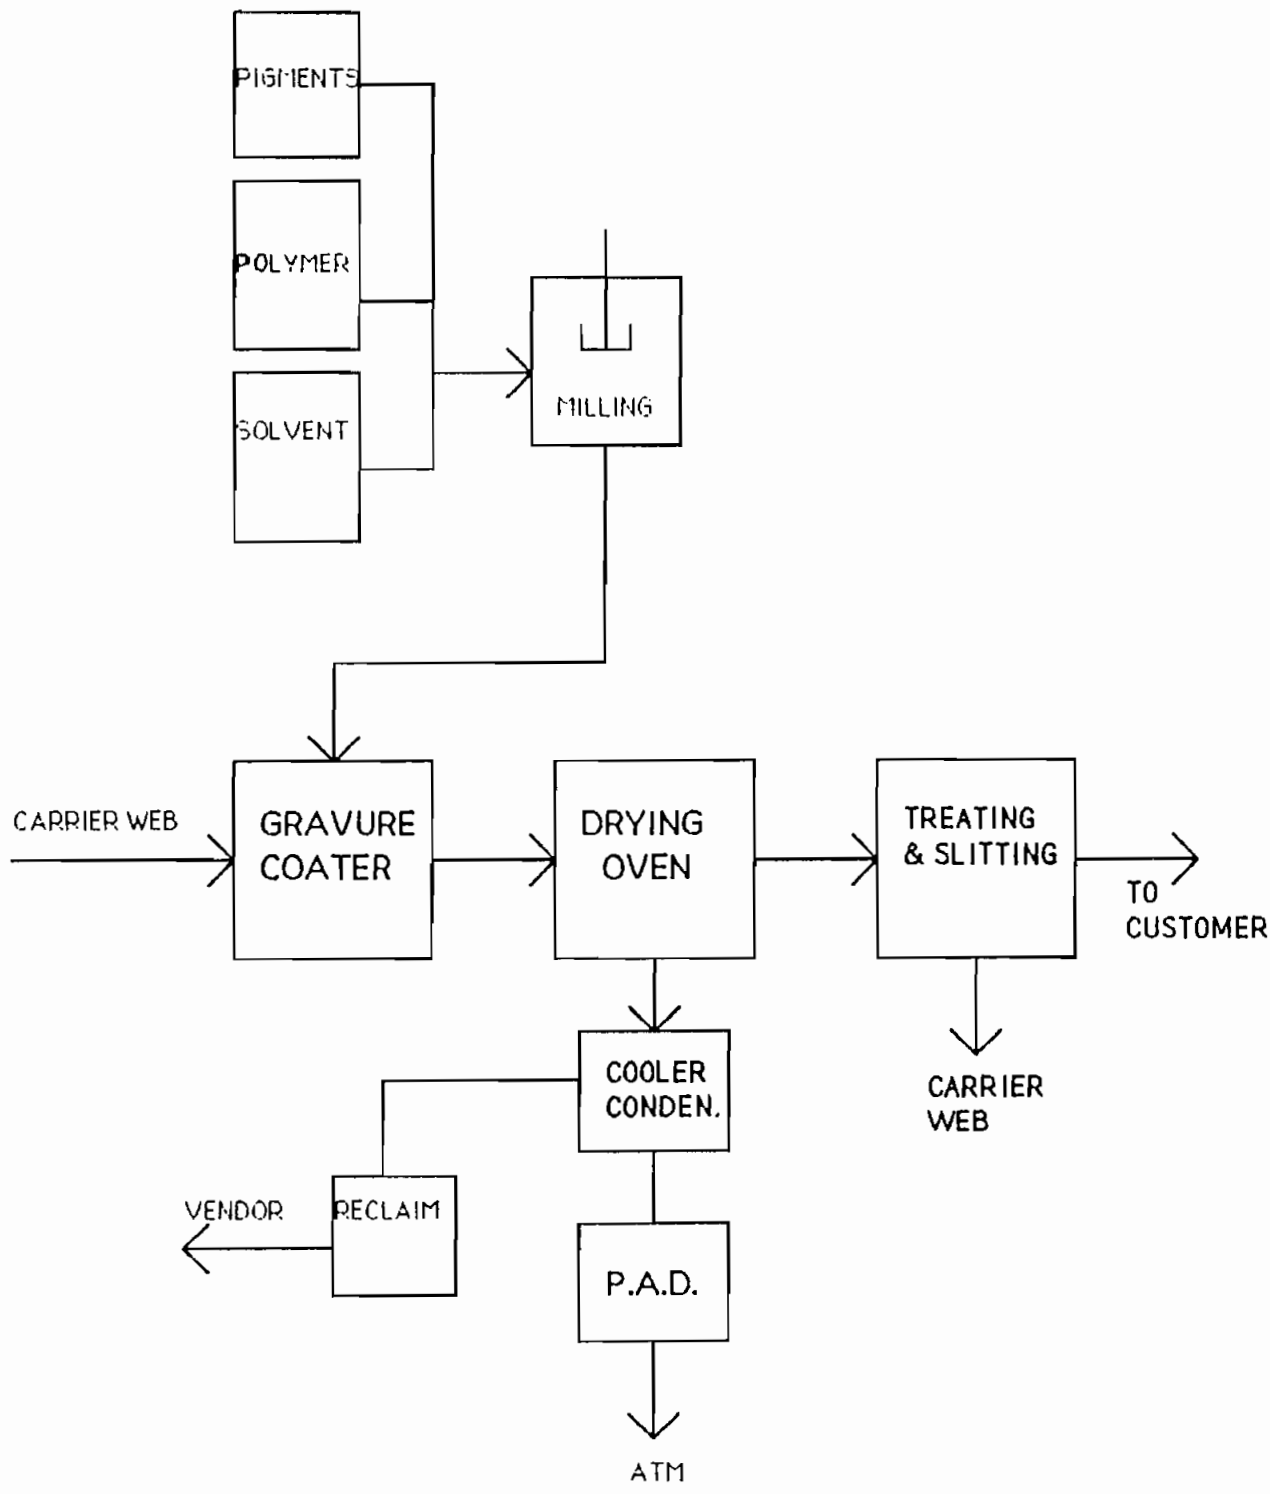 PIGMENTS
POLYMER
SOLVENT
MILLING
CARRIER WEB
GRAVURE
COATER
DRYING
OVEN
TREATING
& SLITTING
TO
CUSTOMER
COOLER
CONDEN.
CARRIER
WEB
VENDOR
RECLAIM
P.A.D.
ATM